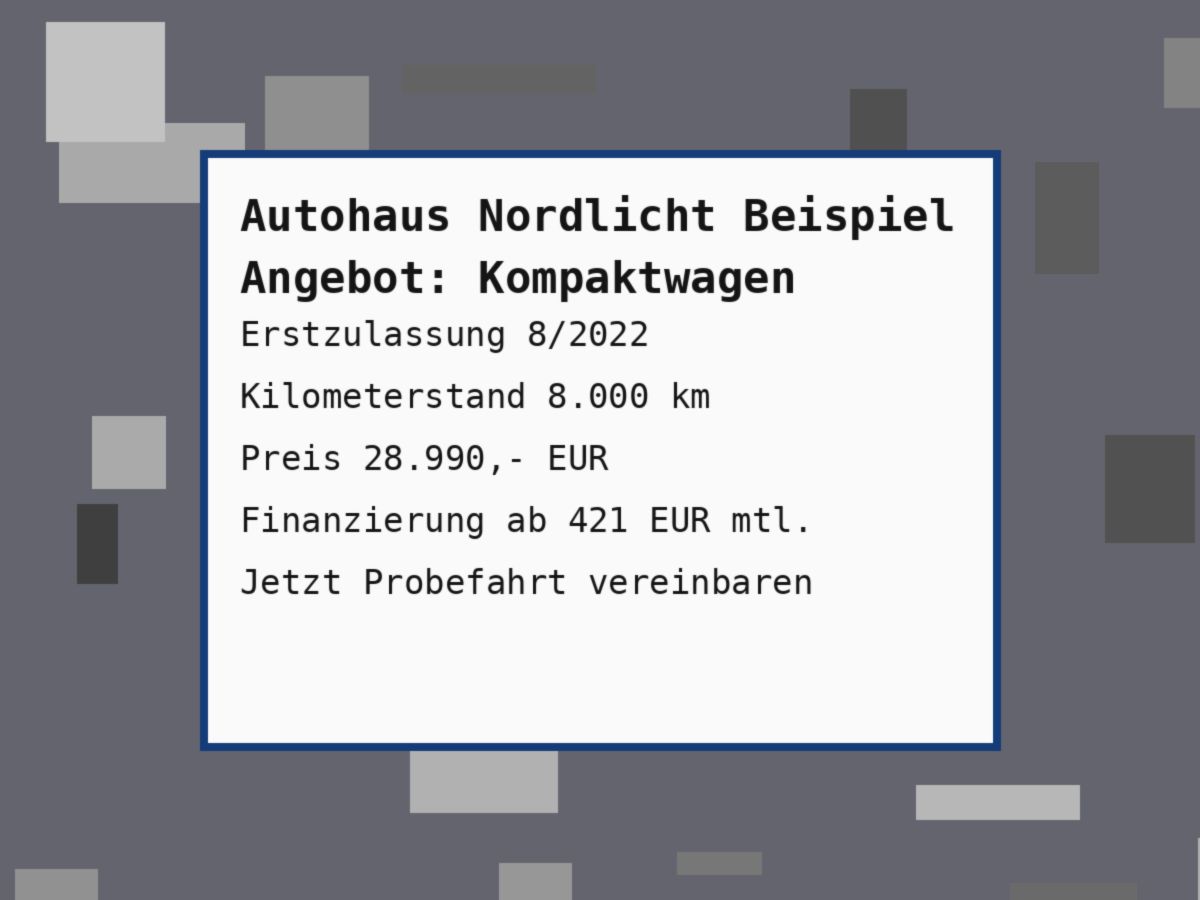 Autohaus Nordlicht Beispiel
Angebot: Kompaktwagen
Erstzulassung 8/2022
Kilometerstand 8.000 km
Preis 28.990,- EUR
Finanzierung ab 421 EUR mtl.
Jetzt Probefahrt vereinbaren